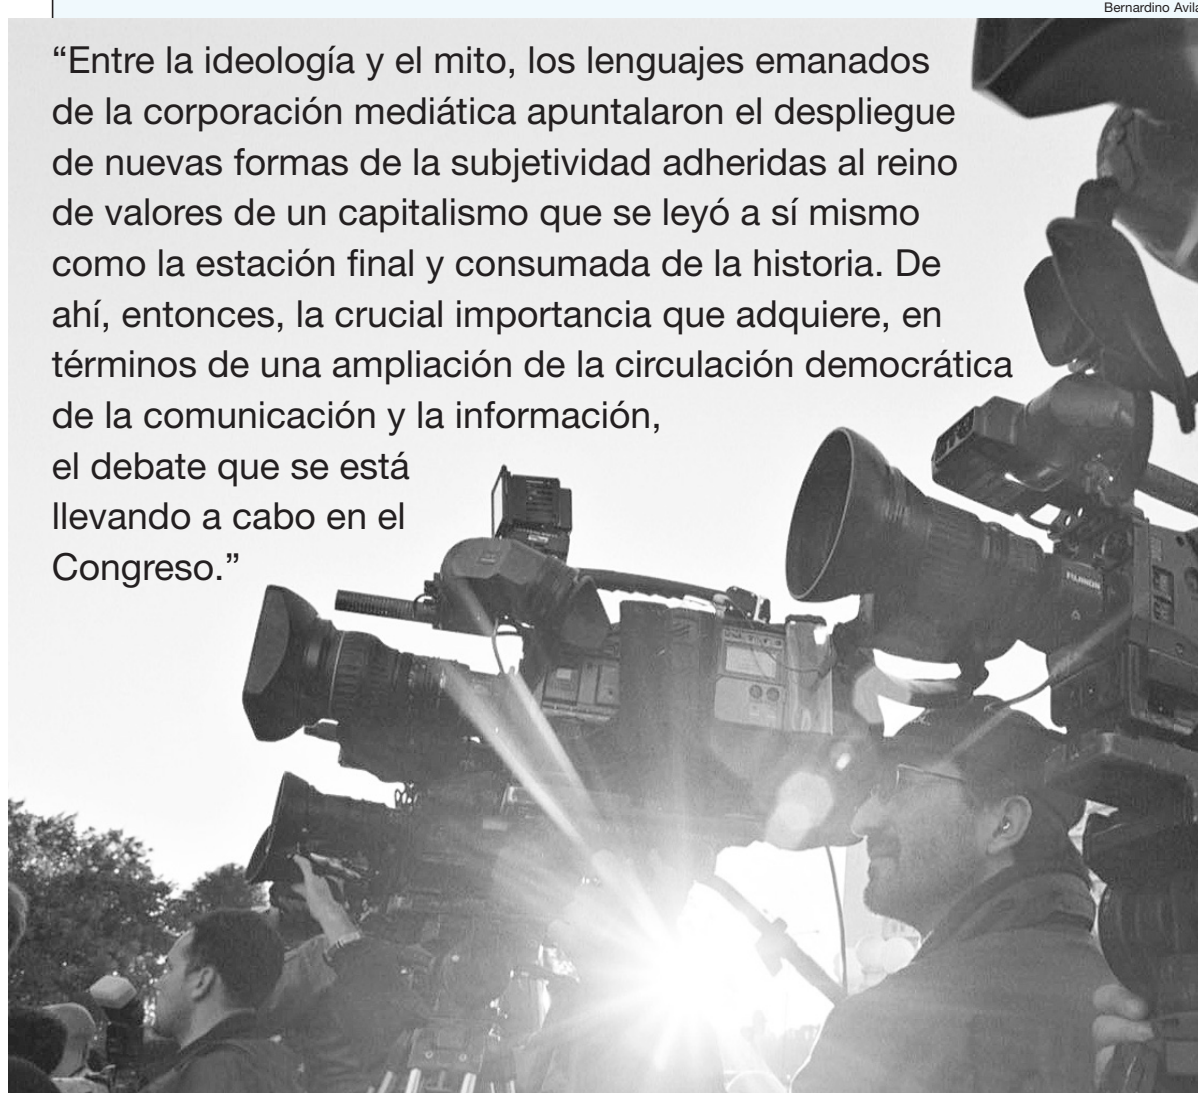 Bernardino Avila
“Entre la ideología y el mito, los lenguajes emanados
de la corporación mediática apuntalaron el despliegue
de nuevas formas de la subjetividad adheridas al reino
de valores de un capitalismo que se leyó a sí mismo
como la estación final y consumada de la historia. De
ahí, entonces, la crucial importancia que adquiere, en
términos de una ampliación de la circulación democrática
de la comunicación y la información,
el debate que se está
llevando a cabo en el
Congreso.”
FUJINON